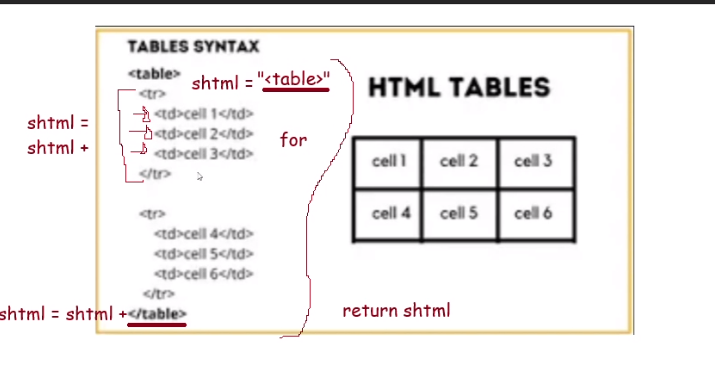 TABLES SYNTAX
<table>
shtml = "<table>"
<tr>
<td>cell 1</td>
<td>cell 2</td>
<td>cell 3</td>
</tr>
shtml =
shtml +
for
<tr>
<td>cell 4</td>
<td>cell 5</td>
<td>cell 6</td>
</tr>
shtml = shtml +</table>
HTML TABLES
cell 1 cell 2 cell 3
cell 4 cell 5 cell 6
return shtml